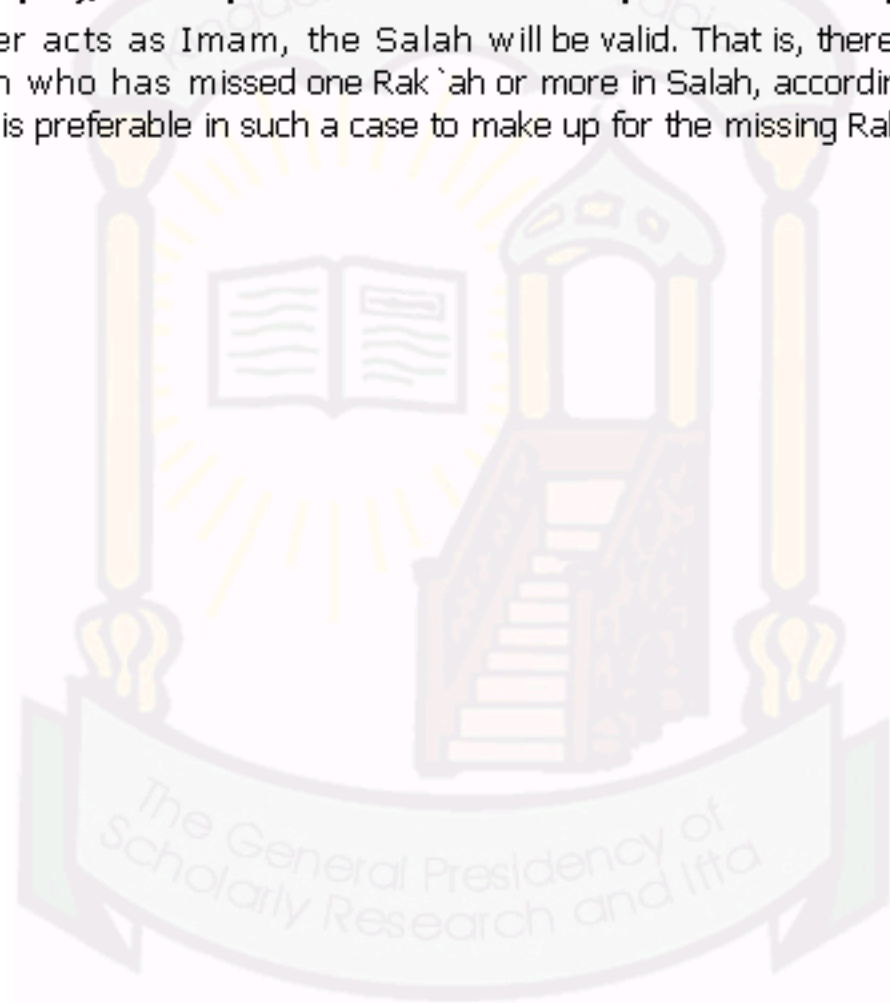 er acts as Imam, the Salah will be valid. That is, there
who has missed one Rak `ah or more in Salah,
is preferable in such a case to make up for the missing
The General Presidency of
Scholarly Research and Ifta